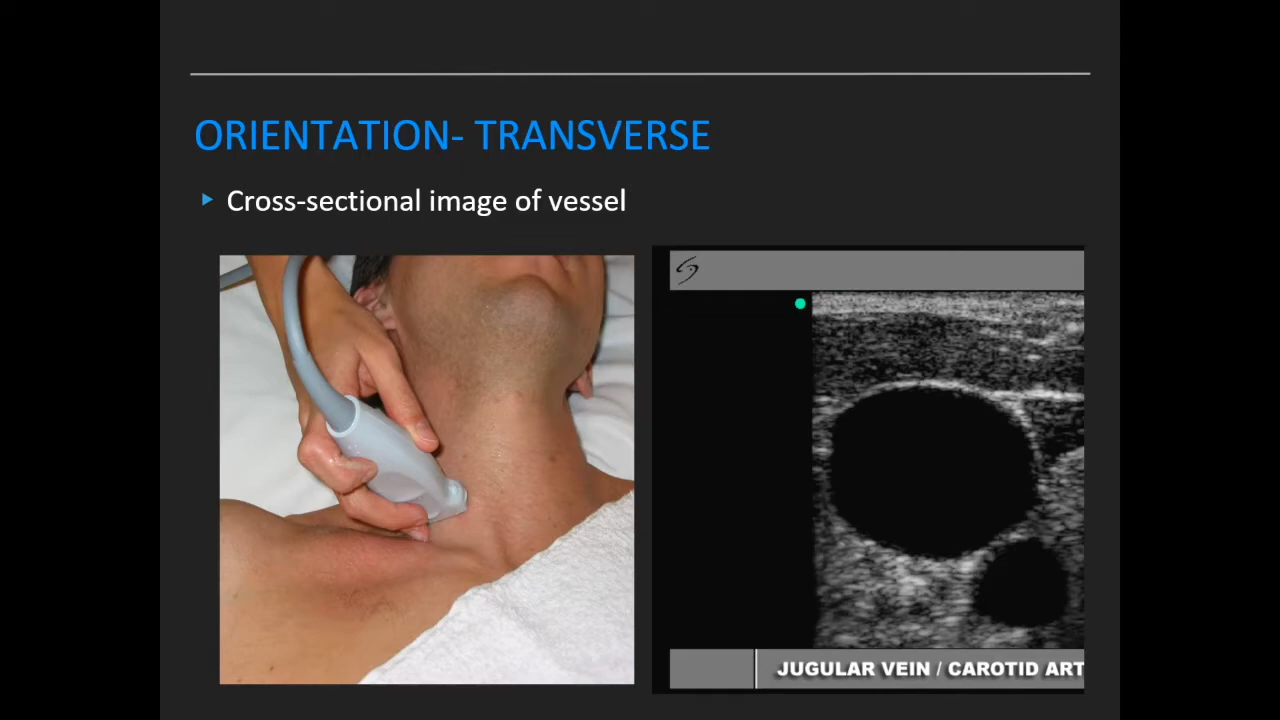 ORIENTATION- TRANSVERSE
Cross-sectional image of vessel
JUGULAR VEIN / CAROTID ART